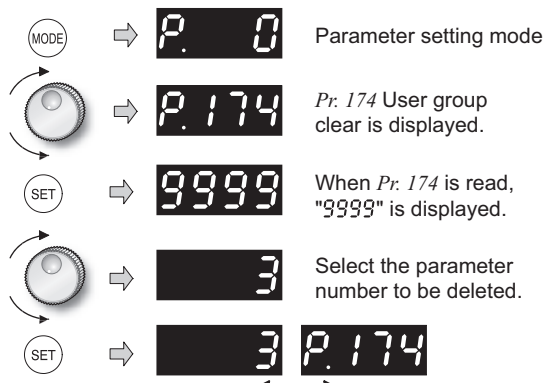 MODE P. 0 Parameter setting mode
P.174 Pr. 174 User group
clear is displayed.
SET 9999 When Pr. 174 is read,
"9999" is displayed.
3 Select the parameter
number to be deleted.
SET 3 P.174